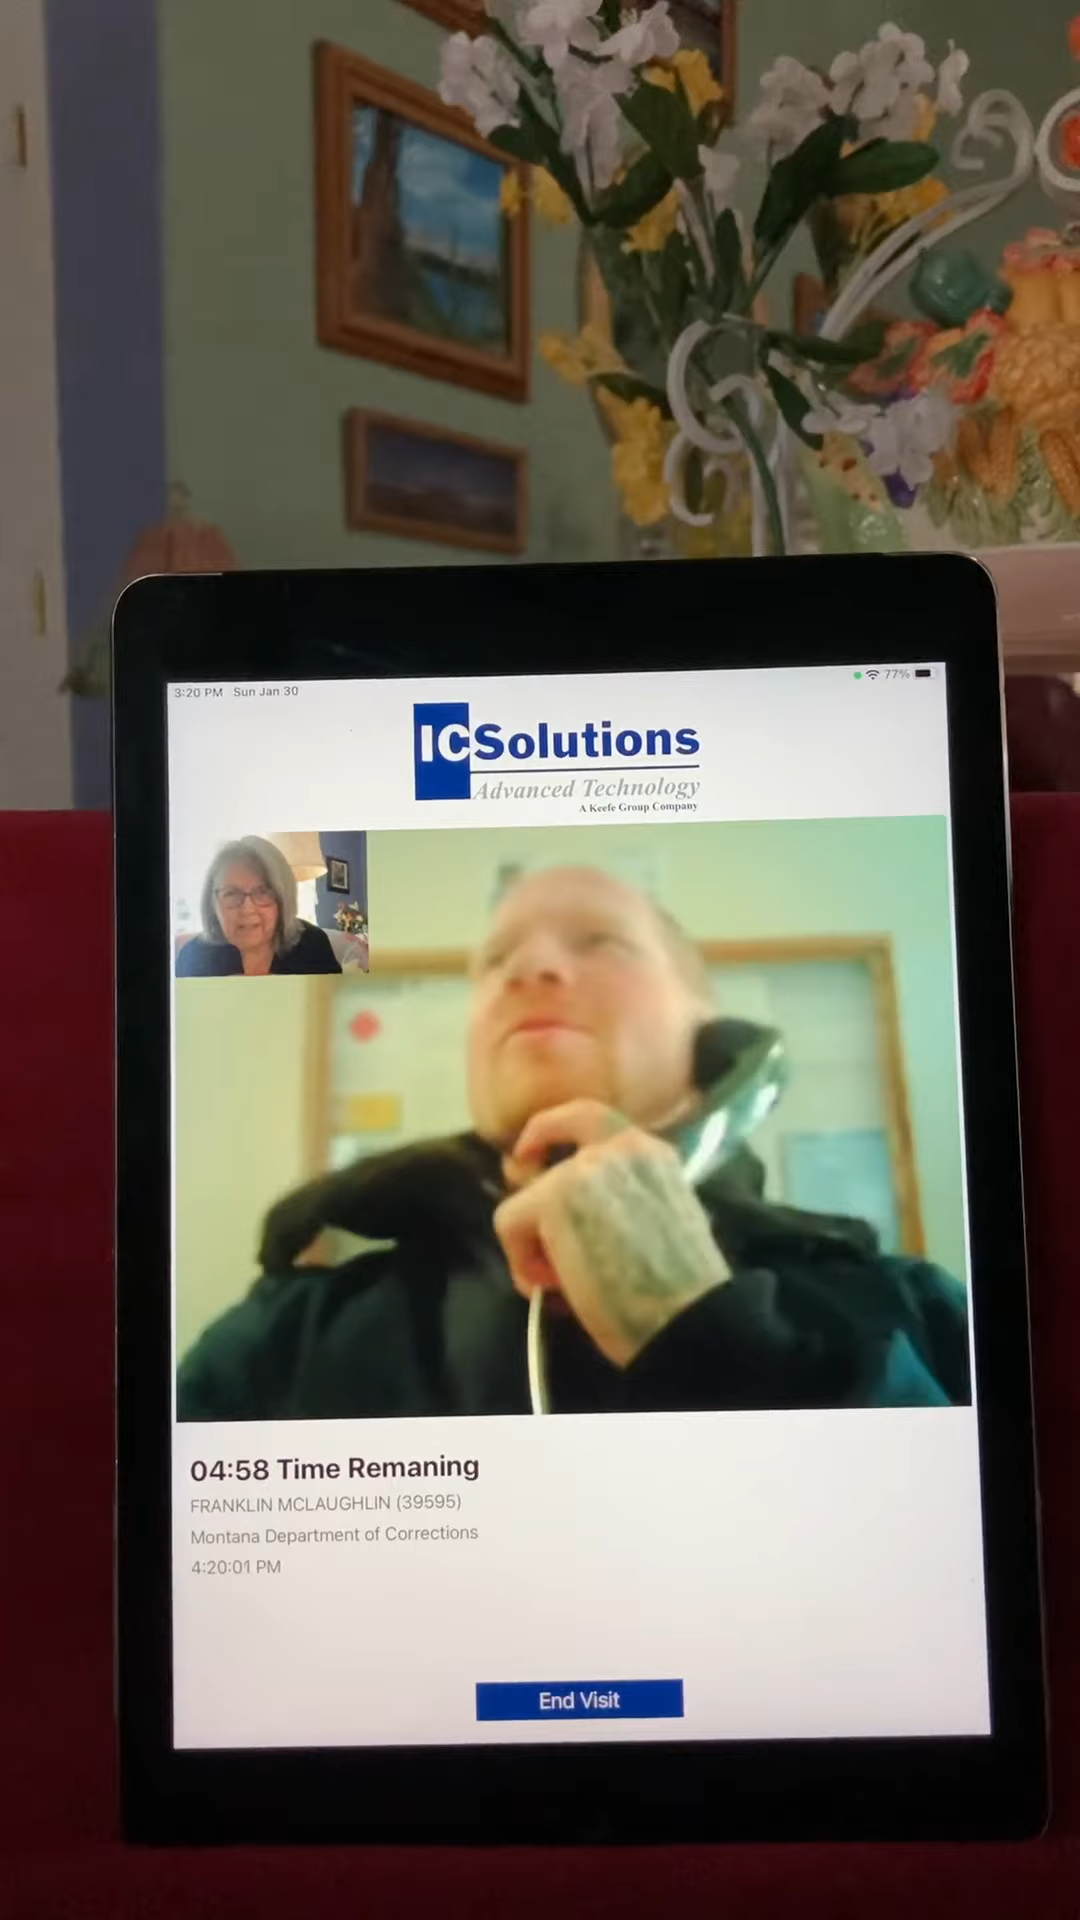 3:20 PM Sun Jan 30
77%
ICSolutions
Advanced Technology
A Keefe Group Company
04:58 Time Remaning
FRANKLIN MCLAUGHLIN (39595)
Montana Department of Corrections
4:20:01 PM
End Visit